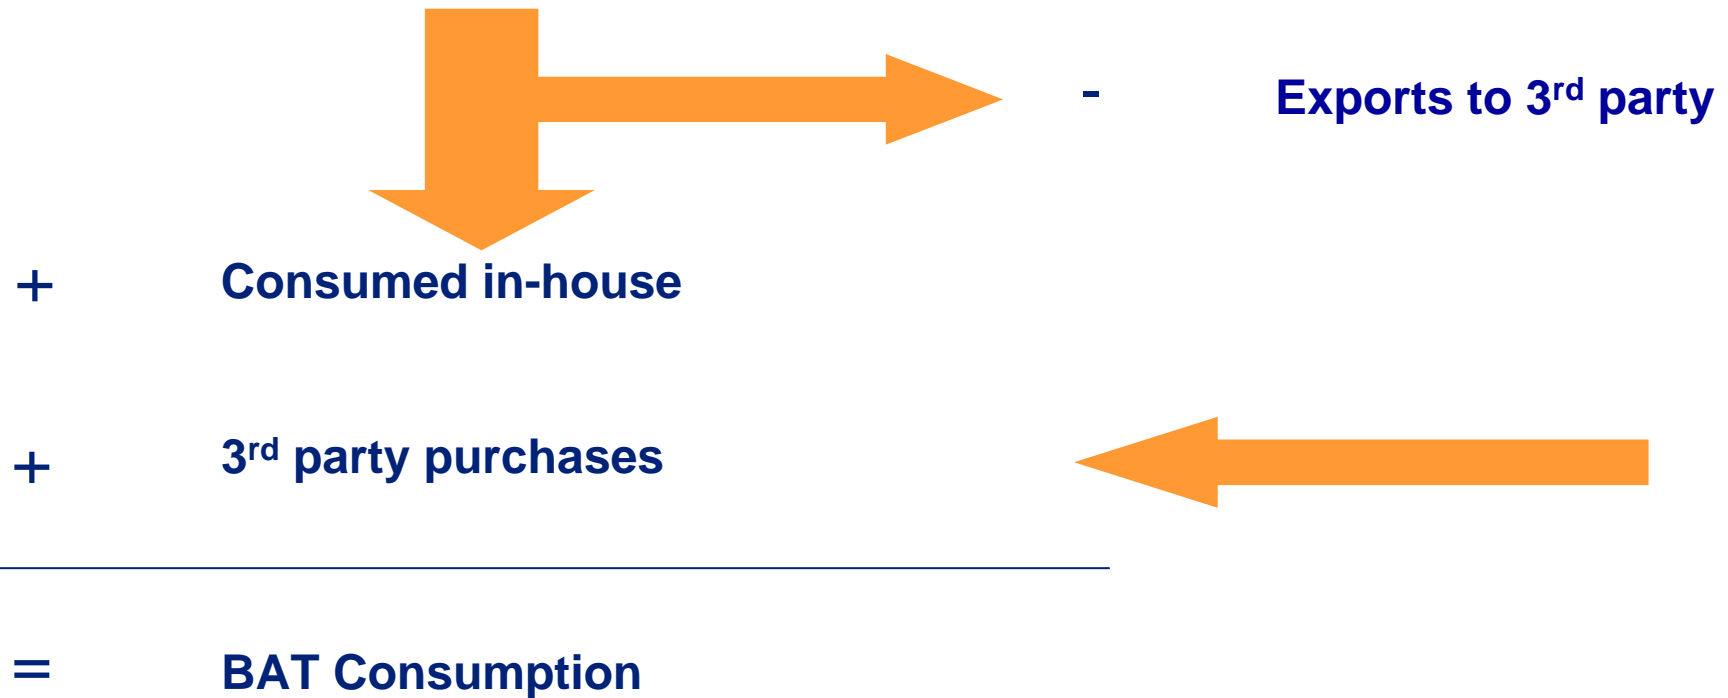 - Exports to 3rd party
+ Consumed in-house
+ 3rd party purchases
= BAT Consumption